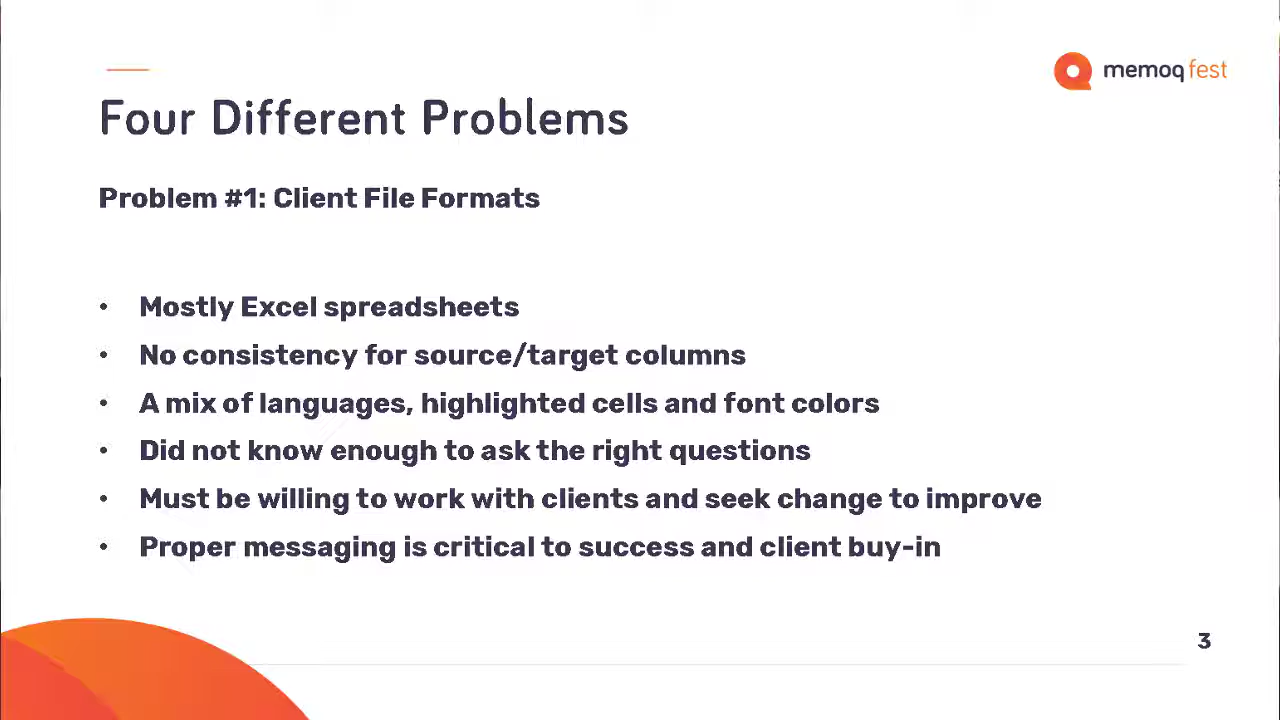 memoq fest
Four Different Problems
Problem #1: Client File Formats
• Mostly Excel spreadsheets
• No consistency for source/target columns
• A mix of languages, highlighted cells and font colors
• Did not know enough to ask the right questions
• Must be willing to work with clients and seek change to improve
• Proper messaging is critical to success and client buy-in
3